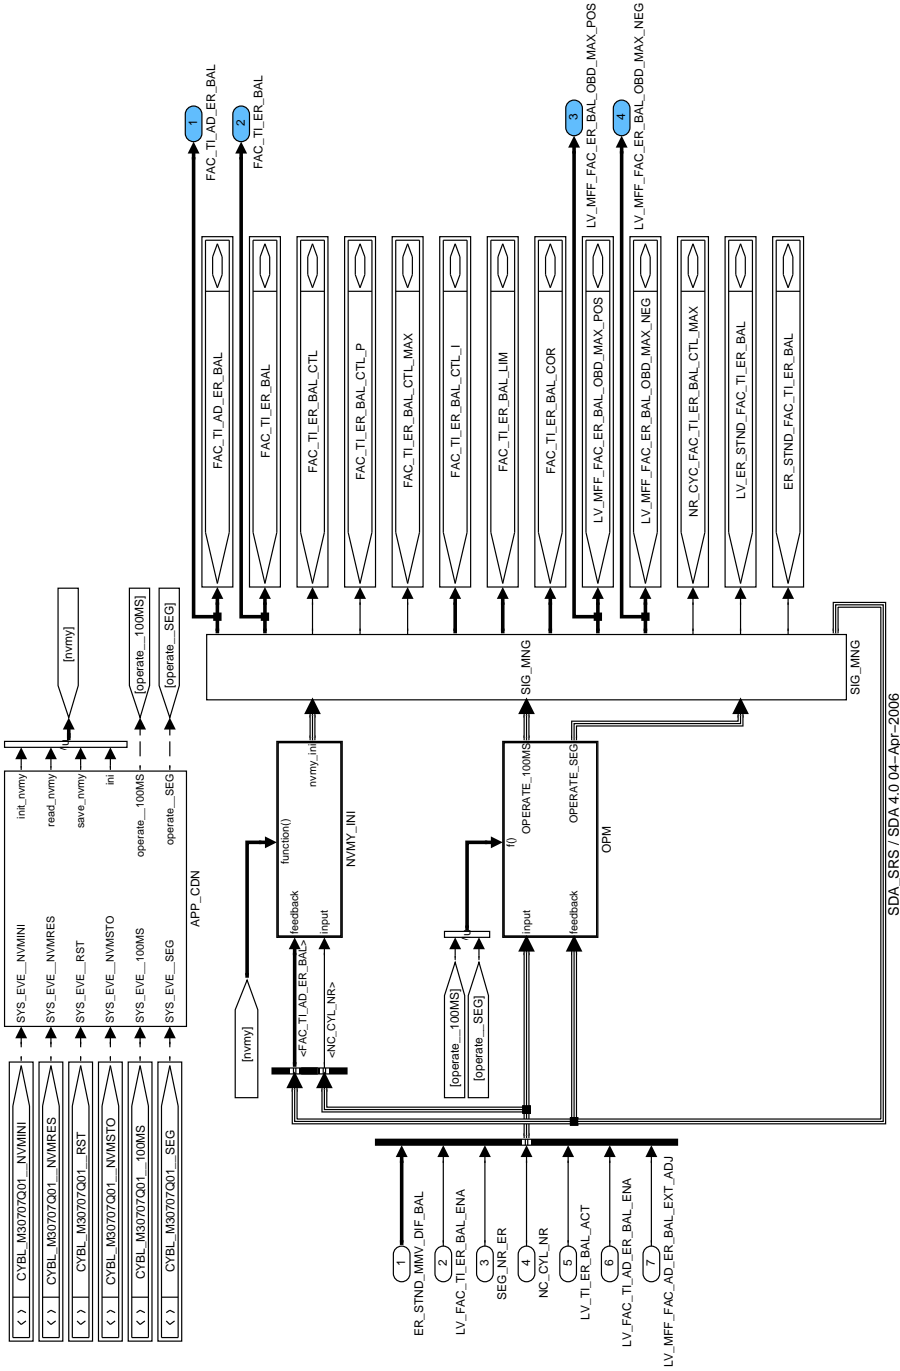 < > CYBL_M30707Q01__NVMINI
< > CYBL_M30707Q01__NVMRES
< > CYBL_M30707Q01__RST
< > CYBL_M30707Q01__NVMSTO
< > CYBL_M30707Q01__100MS
< > CYBL_M30707Q01__SEG
SYS_EVE__NVMINI
SYS_EVE__NVMRES
SYS_EVE__RST
SYS_EVE__NVMSTO
SYS_EVE__100MS
SYS_EVE__SEG
init_nvmy
read_nvmy
save_nvmy
ini
operate__100MS
operate__SEG
APP_CDN
[nvmy]
[operate__100MS]
[operate__SEG]
[nvmy]
<FAC_TI_AD_ER_BAL>
<NC_CYL_NR>
feedback
input
function()
nvmy_ini
NVMY_INI
[operate__100MS]
[operate__SEG]
input
feedback
f()
OPERATE_100MS
OPERATE_SEG
OPM
1
ER_STND_MMV_DIF_BAL
2
LV_FAC_TI_ER_BAL_ENA
3
SEG_NR_ER
4
NC_CYL_NR
5
LV_TI_ER_BAL_ACT
6
LV_FAC_TI_AD_ER_BAL_ENA
7
LV_MFF_FAC_AD_ER_BAL_EXT_ADJ
SIG_MNG
SIG_MNG
FAC_TI_AD_ER_BAL
FAC_TI_ER_BAL
FAC_TI_ER_BAL_CTL
FAC_TI_ER_BAL_CTL_P
FAC_TI_ER_BAL_CTL_MAX
FAC_TI_ER_BAL_CTL_I
FAC_TI_ER_BAL_LIM
FAC_TI_ER_BAL_COR
LV_MFF_FAC_ER_BAL_OBD_MAX_POS
LV_MFF_FAC_ER_BAL_OBD_MAX_NEG
NR_CYC_FAC_TI_ER_BAL_CTL_MAX
LV_ER_STND_FAC_TI_ER_BAL
ER_STND_FAC_TI_ER_BAL
1
FAC_TI_AD_ER_BAL
2
FAC_TI_ER_BAL
3
LV_MFF_FAC_ER_BAL_OBD_MAX_POS
4
LV_MFF_FAC_ER_BAL_OBD_MAX_NEG
SDA_SRS / SDA 4.0 04–Apr–2006